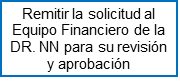 Remitir la solicitud al
Equipo Financiero de la
DR. NN para su revisión
y aprobación